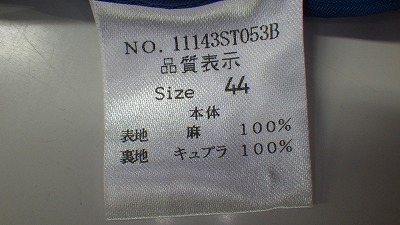 NO. 11143ST053B
品質表示
Size 44
本体
表地 麻 100%
裏地 キュプラ 100%